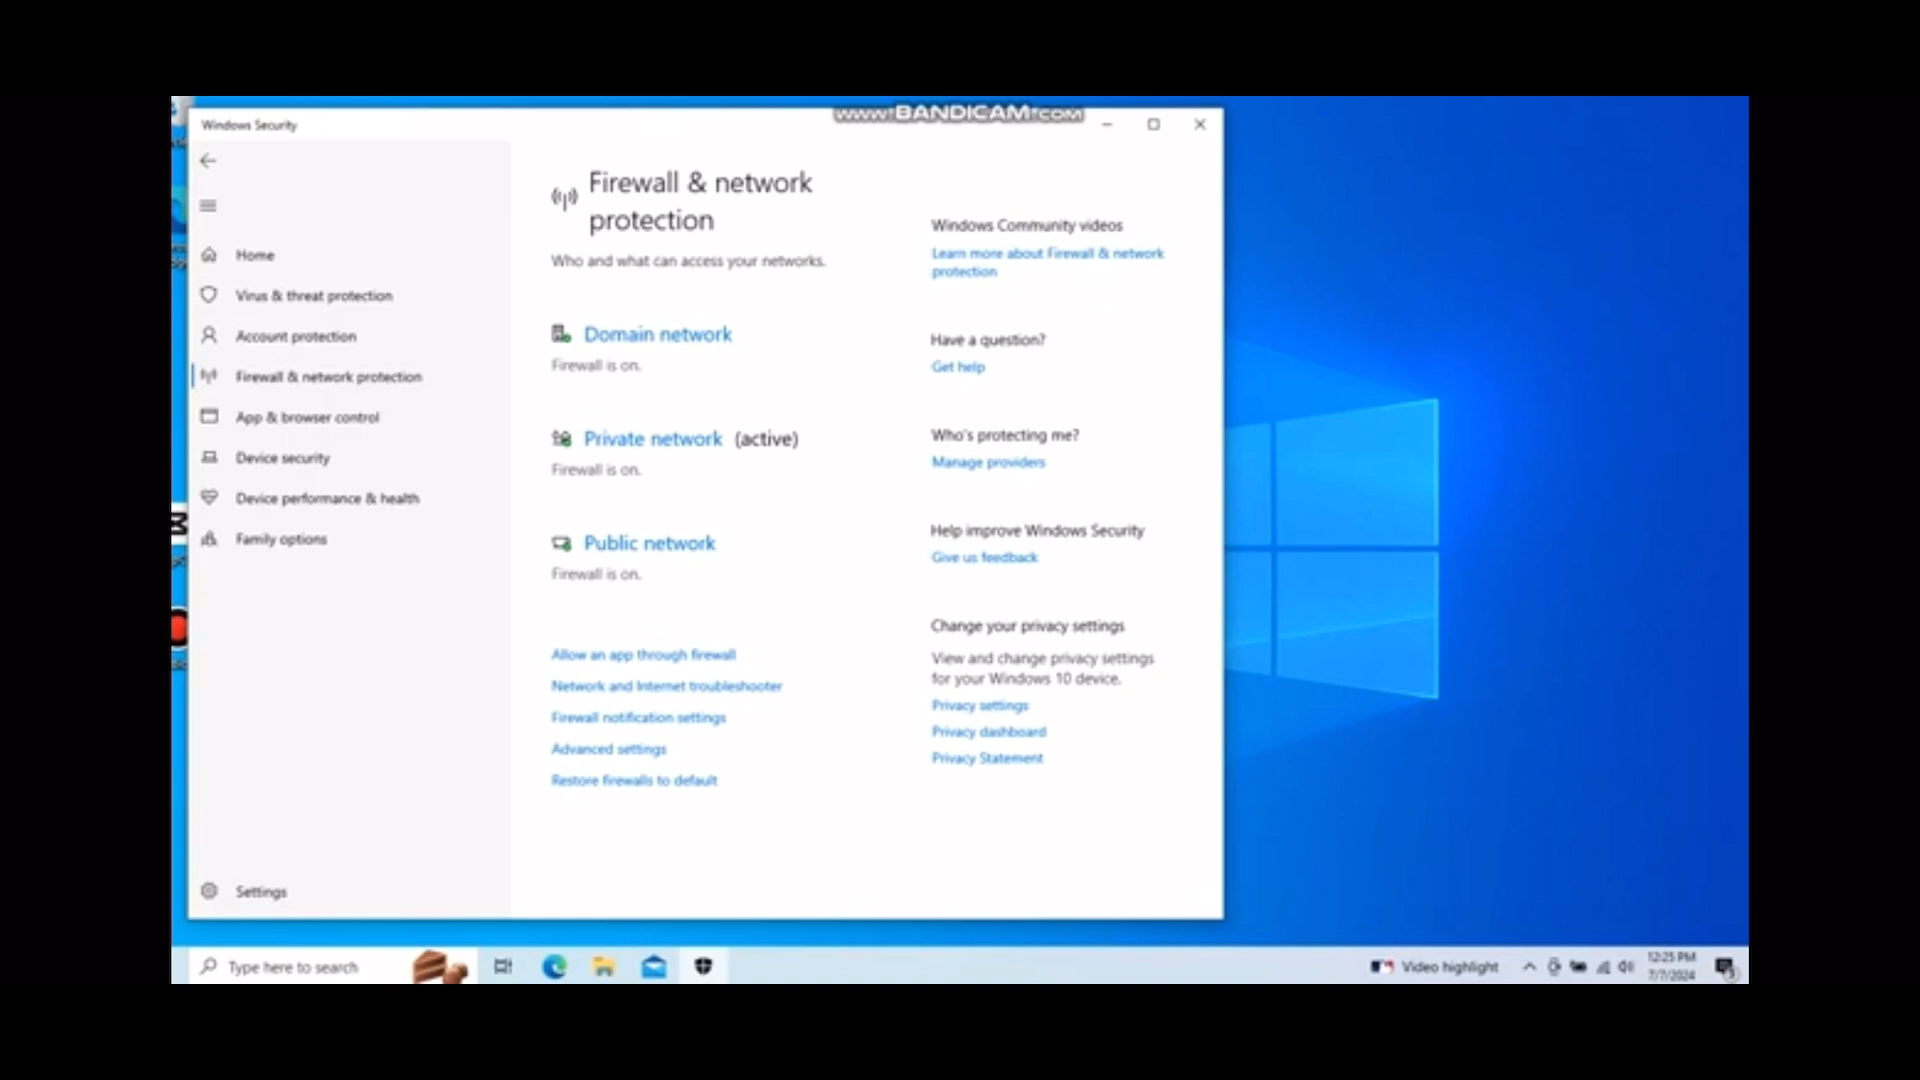 www.BANDICAM.com
Windows Security
Home
Virus & threat protection
Account protection
Firewall & network protection
App & browser control
Device security
Device performance & health
Family options
Settings
Firewall & network
protection
Who and what can access your networks.
Domain network
Firewall is on.
Private network (active)
Firewall is on.
Public network
Firewall is on.
Allow an app through firewall
Network and Internet troubleshooter
Firewall notification settings
Advanced settings
Restore firewalls to default
Windows Community videos
Learn more about Firewall & network
protection
Have a question?
Get help
Who's protecting me?
Manage providers
Help improve Windows Security
Give us feedback
Change your privacy settings
View and change privacy settings
for your Windows 10 device.
Privacy settings
Privacy dashboard
Privacy Statement
Type here to search
Video highlight
12:25 PM
7/7/2024